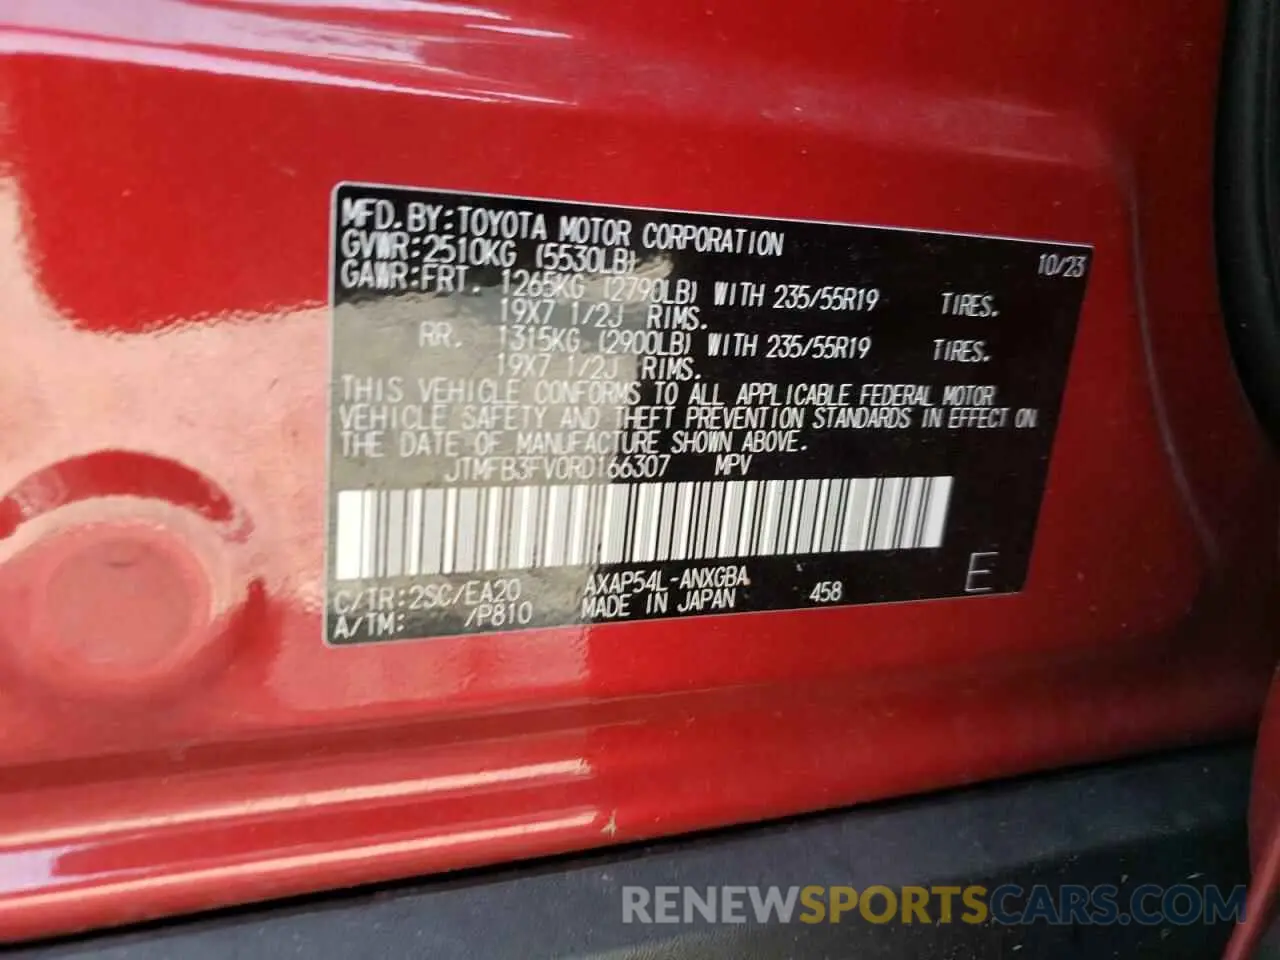 MFD.BY:TOYOTA MOTOR CORPORATION 10/23
GVWR:2510KG (5530LB)
GAWR:FRT. 1265KG (2790LB) WITH 235/55R19 TIRES.
19X7 1/2J RIMS.
RR. 1315KG (2900LB) WITH 235/55R19 TIRES.
19X7 1/2J RIMS.
THIS VEHICLE CONFORMS TO ALL APPLICABLE FEDERAL MOTOR
VEHICLE SAFETY AND THEFT PREVENTION STANDARDS IN EFFECT ON
THE DATE OF MANUFACTURE SHOWN ABOVE.
JTMFB3FV0RD166307 MPV
C/TR:2SC/EA20 AXAP54L-ANXGBA
A/TM: /P810 MADE IN JAPAN 458 E
RENEWSPORTSCARS.COM